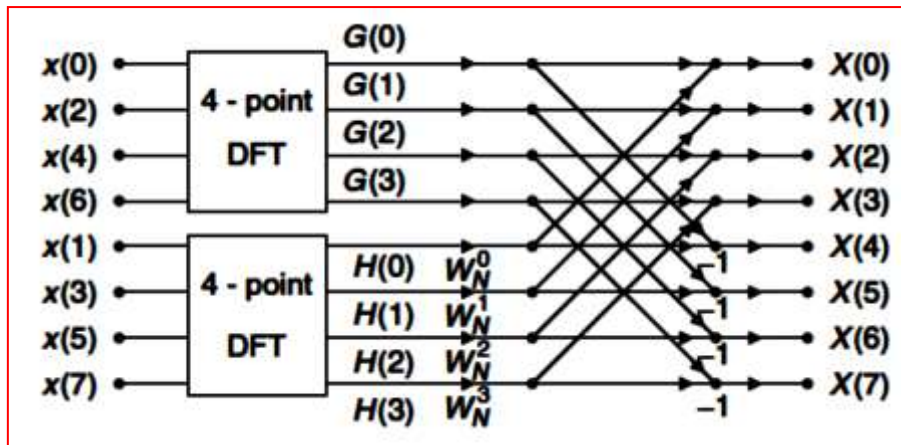 G(0)
x(0) X(0)
G(1)
x(2) 4 - point X(1)
G(2)
x(4) DFT X(2)
G(3)
x(6) X(3)
x(1) X(4)
H(0) W_N^0 –1
x(3) 4 - point X(5)
H(1) W_N^1 –1
x(5) DFT X(6)
H(2) W_N^2 –1
x(7) X(7)
H(3) W_N^3 –1